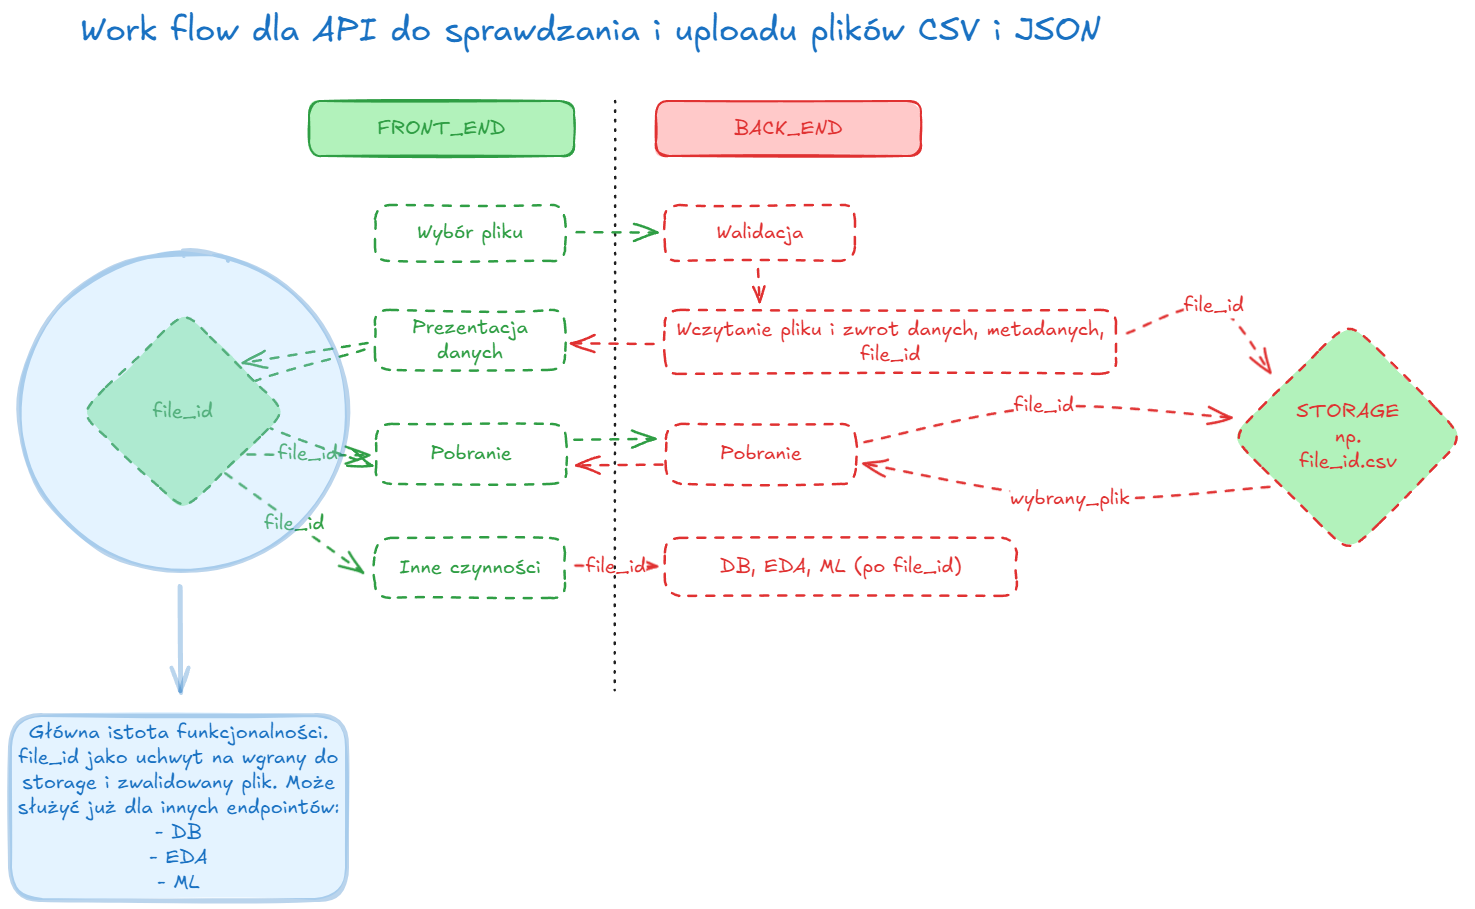 Work flow dla API do sprawdzania i uploadu plików CSV i JSON
FRONT_END
BACK_END
Wybór pliku
Walidacja
Prezentacja
danych
Wczytanie pliku i zwrot danych, metadanych,
file_id
file_id
file_id
STORAGE
np.
file_id.csv
file_id
Pobranie
Pobranie
file_id
wybrany_plik
file_id
Inne czynności
file_id
DB, EDA, ML (po file_id)
Główna istota funkcjonalności.
file_id jako uchwyt na wgrany do
storage i zwalidowany plik. Może
służyć już dla innych endpointów:
- DB
- EDA
- ML